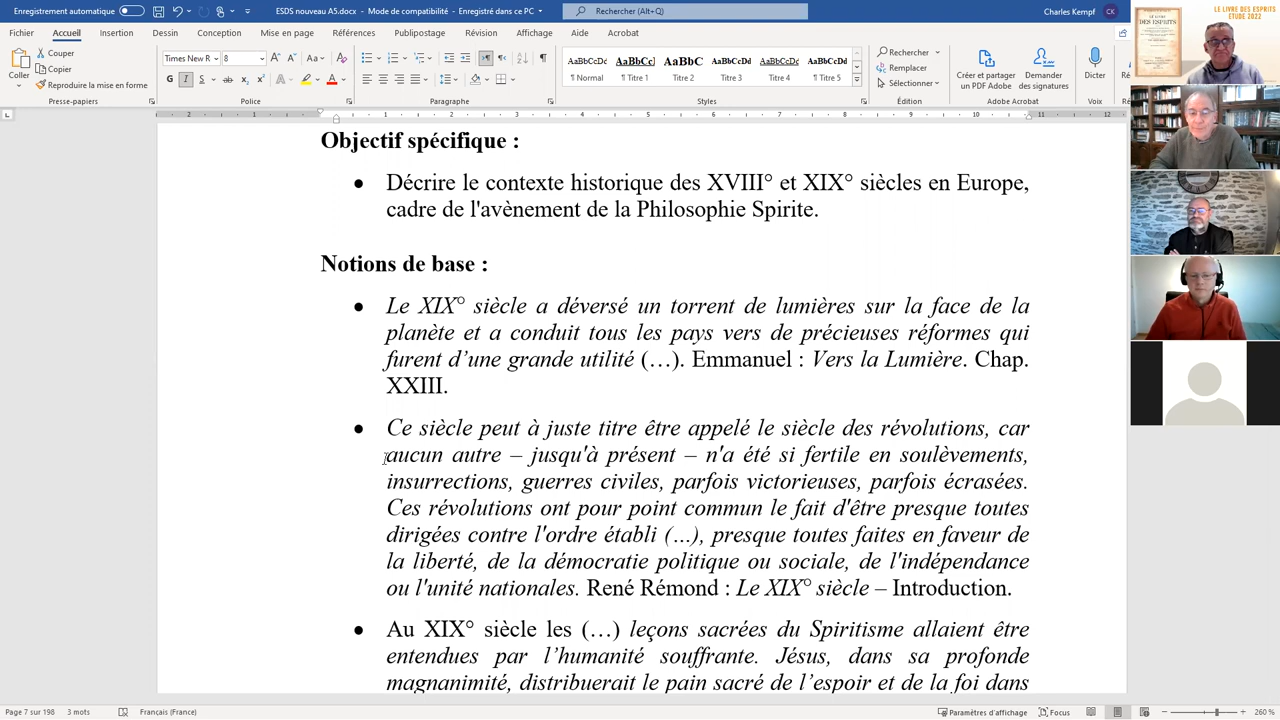 Enregistrement automatique
ESDS nouveau A5.docx - Mode de compatibilité - Enregistré dans ce PC
Rechercher (Alt+Q)
Charles Kempf
CK
Fichier Accueil Insertion Dessin Conception Mise en page Références Publipostage Révision Affichage Aide Acrobat
Coller
Couper
Copier
Reproduire la mise en forme
Presse-papiers
Times New R 8
G I S
Police
Paragraphe
AaBbCcDc AaBbCcI AaBbC AaBbCcDc AaBbCcDc AaBbCcDc
¶ Normal ¶ Titre 1 Titre 2 ¶ Titre 3 ¶ Titre 4 ¶ Titre 5
Styles
Rechercher
Remplacer
Sélectionner
Édition
Créer et partager
un PDF Adobe
Demander
des signatures
Adobe Acrobat
Dicter
Voix
LE LIVRE DES ESPRITS
ETUDE 2022
Objectif spécifique :
● Décrire le contexte historique des XVIII° et XIX° siècles en Europe,
cadre de l'avènement de la Philosophie Spirite.
Notions de base :
● Le XIX° siècle a déversé un torrent de lumières sur la face de la
planète et a conduit tous les pays vers de précieuses réformes qui
furent d’une grande utilité (…). Emmanuel : Vers la Lumière. Chap.
XXIII.
● Ce siècle peut à juste titre être appelé le siècle des révolutions, car
aucun autre – jusqu'à présent – n'a été si fertile en soulèvements,
insurrections, guerres civiles, parfois victorieuses, parfois écrasées.
Ces révolutions ont pour point commun le fait d'être presque toutes
dirigées contre l'ordre établi (...), presque toutes faites en faveur de
la liberté, de la démocratie politique ou sociale, de l'indépendance
ou l'unité nationales. René Rémond : Le XIX° siècle – Introduction.
● Au XIX° siècle les (…) leçons sacrées du Spiritisme allaient être
entendues par l’humanité souffrante. Jésus, dans sa profonde
magnanimité, distribuerait le pain sacré de l’espoir et de la foi dans
Page 7 sur 198 3 mots Français (France) Paramètres d'affichage Focus 260 %